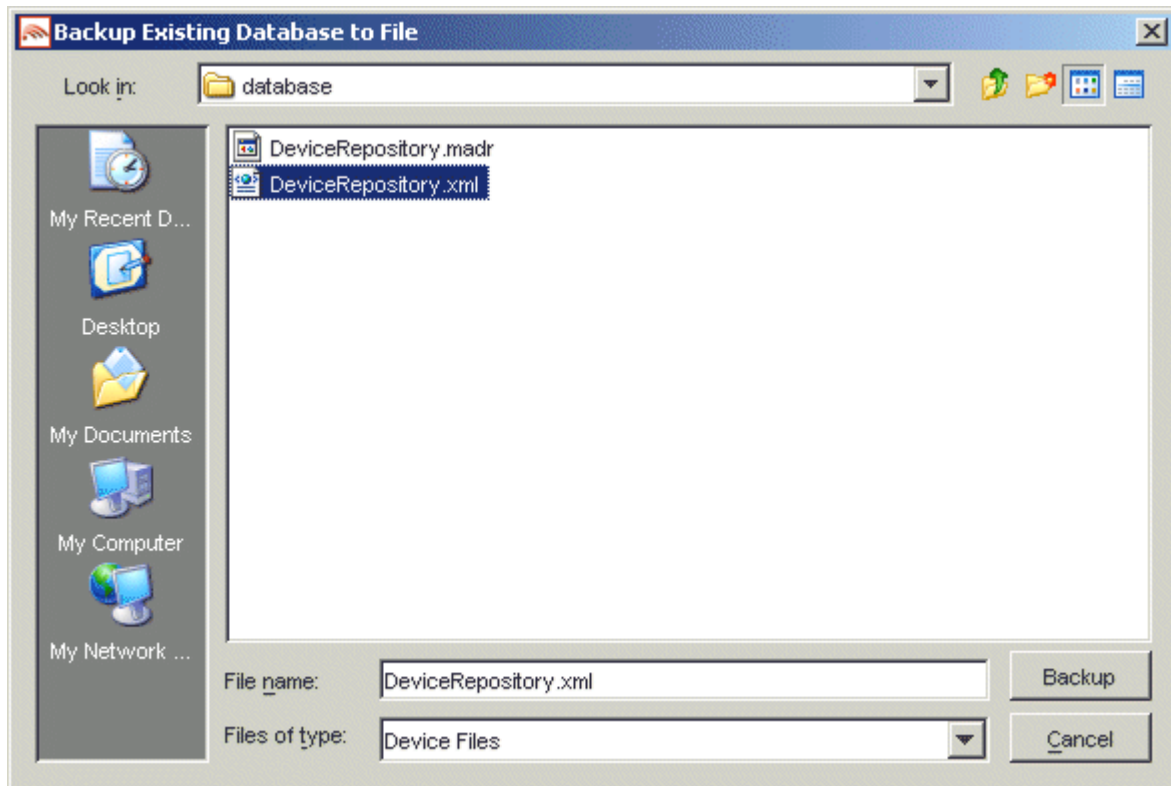 Backup Existing Database to File
Look in:
database
DeviceRepository.madr
DeviceRepository.xml
My Recent D...
Desktop
My Documents
My Computer
My Network ...
File name:
DeviceRepository.xml
Backup
Files of type:
Device Files
Cancel